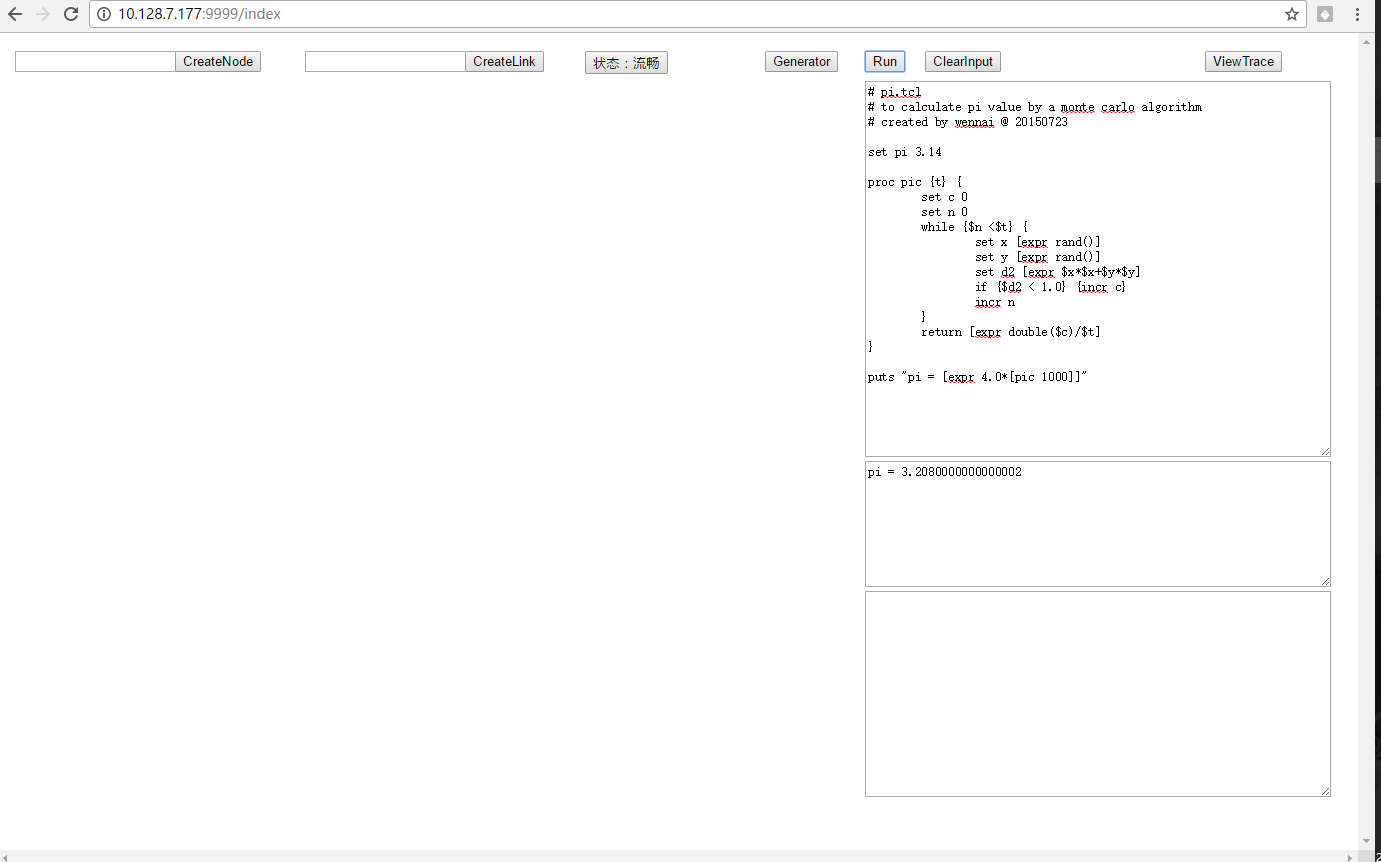 10.128.7.177:9999/index
CreateNode CreateLink 状态：流畅 Generator Run ClearInput ViewTrace
# pi.tcl
# to calculate pi value by a monte carlo algorithm
# created by wennai @ 20150723
set pi 3.14
proc pic {t} {
set c 0
set n 0
while {$n <$t} {
set x [expr rand()]
set y [expr rand()]
set d2 [expr $x*$x+$y*$y]
if {$d2 < 1.0} {incr c}
incr n
}
return [expr double($c)/$t]
}
puts "pi = [expr 4.0*[pic 1000]]"
pi = 3.2080000000000002